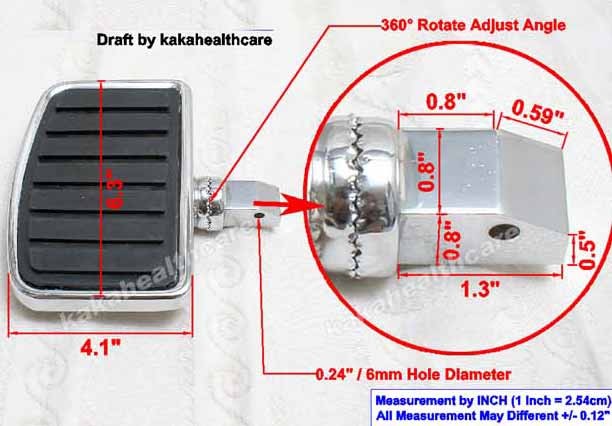 360° Rotate Adjust Angle
Draft by kakahealthcare
0.8"
0.59"
6.3"
0.8"
0.8"
0.5"
1.3"
4.1"
kakahealthcare
kakahealthcare
0.24" / 6mm Hole Diameter
Measurement by INCH (1 Inch = 2.54cm)
All Measurement May Different +/- 0.12"